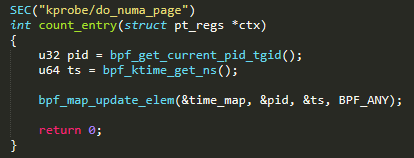 SEC("kprobe/do_numa_page")
int count_entry(struct pt_regs *ctx)
{
    u32 pid = bpf_get_current_pid_tgid();
    u64 ts = bpf_ktime_get_ns();

    bpf_map_update_elem(&time_map, &pid, &ts, BPF_ANY);

    return 0;
}